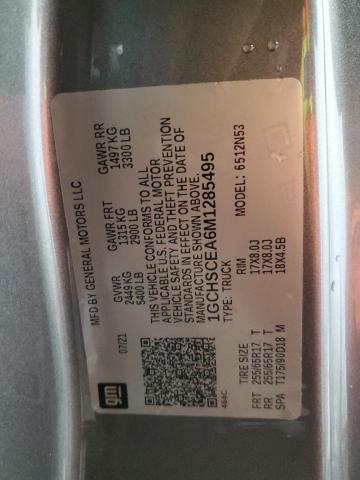 gm
MFD BY GENERAL MOTORS LLC
07/21
GVWR
2449 KG
5400 LB
GAWR FRT
1315 KG
2900 LB
GAWR RR
1497 KG
3300 LB
THIS VEHICLE CONFORMS TO ALL
APPLICABLE U.S. FEDERAL MOTOR
VEHICLE SAFETY AND THEFT PREVENTION
STANDARDS IN EFFECT ON THE DATE OF
MANUFACTURE SHOWN ABOVE.
1GCHSCEA6M1285495
TYPE: TRUCK
MODEL: 6512N53
464C
TIRE SIZE RIM
FRT 255/65R17 T 17X8.0J
RR 255/65R17 T 17X8.0J
SPA T175/90D18 M 18X4.5B